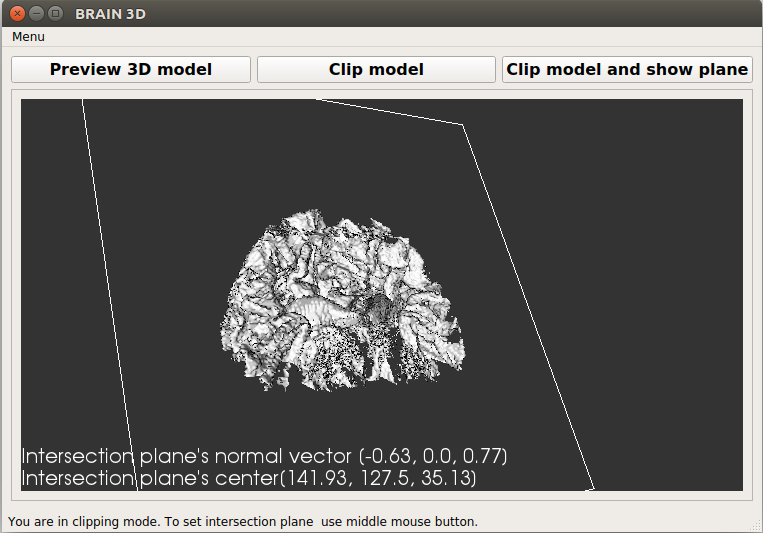 BRAIN 3D
Menu
Preview 3D model
Clip model
Clip model and show plane
Intersection plane's normal vector (-0.63, 0.0, 0.77)
Intersection plane's center(141.93, 127.5, 35.13)
You are in clipping mode. To set intersection plane  use middle mouse button.